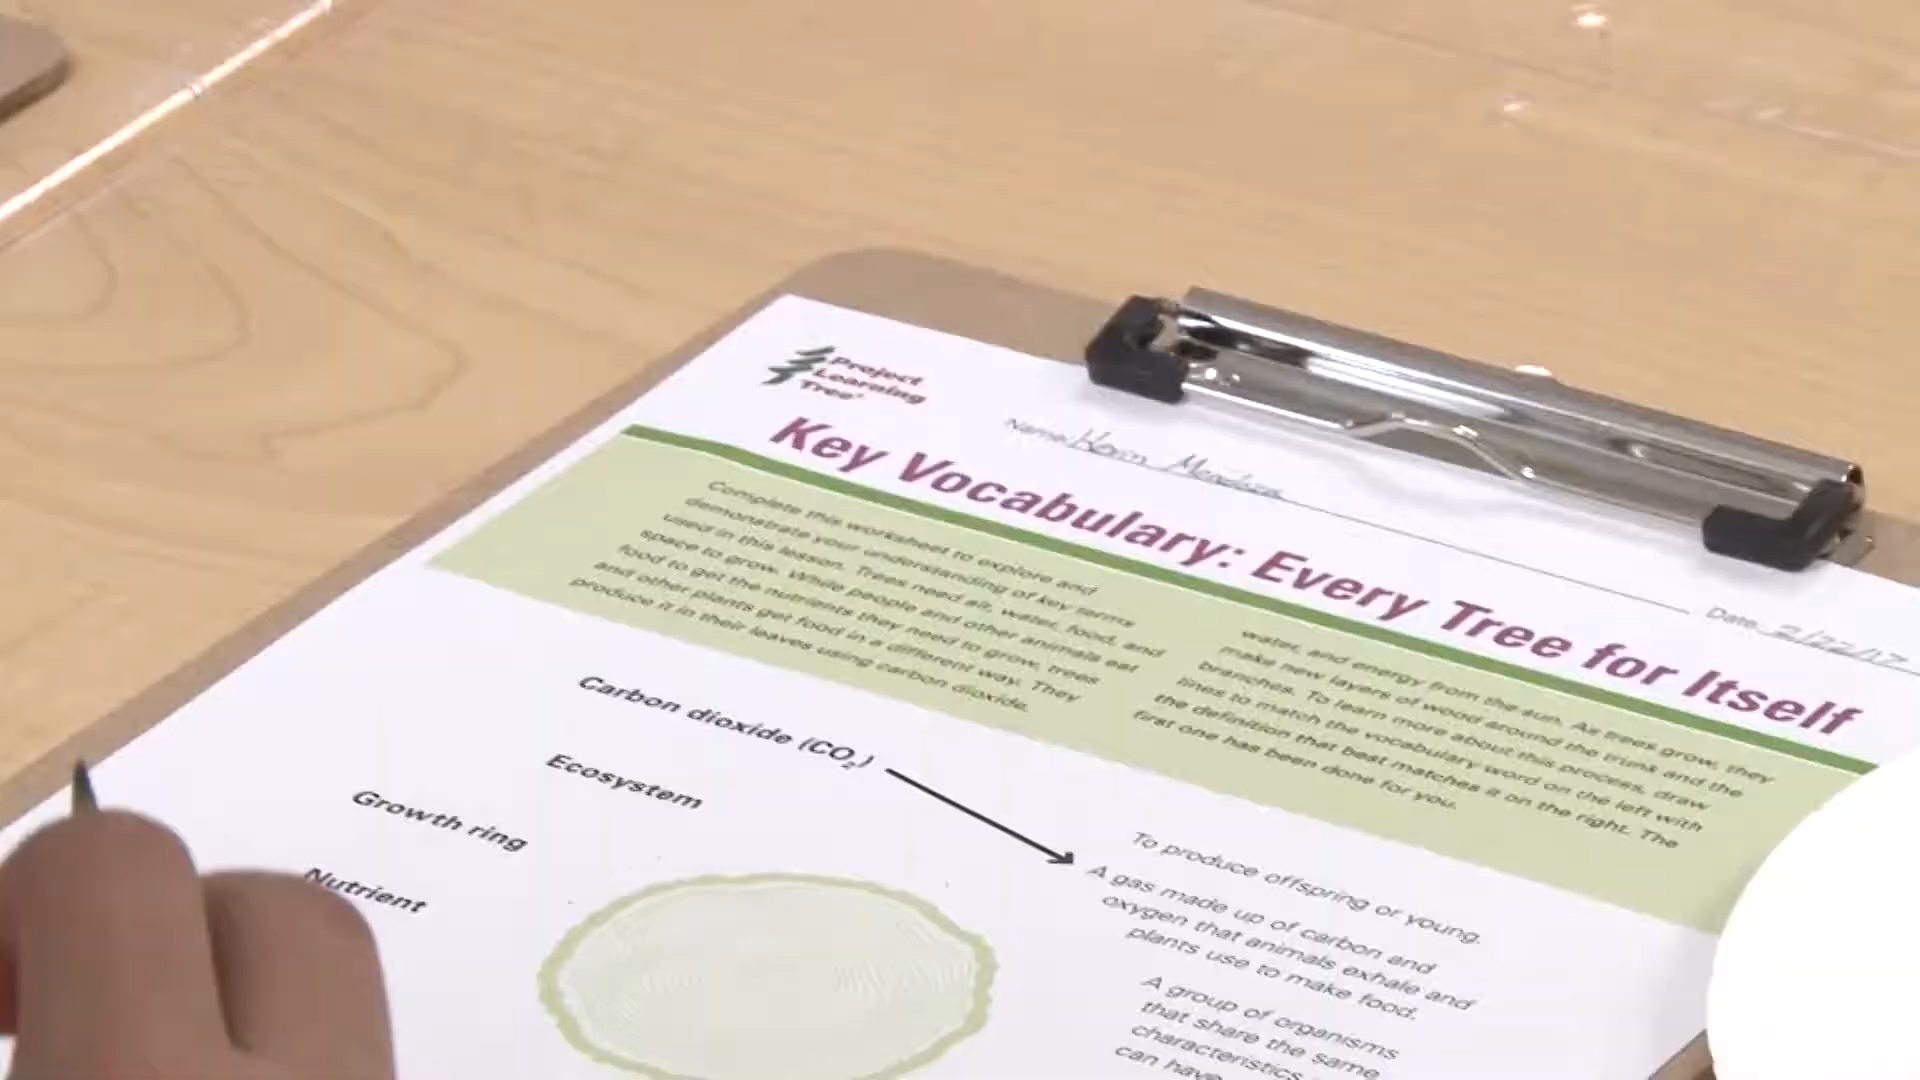 Project
Learning
Tree
Name
Key Vocabulary: Every Tree for Itself
Date 2/22/17
Complete this worksheet to explore and
demonstrate your understanding of key terms
used in this lesson. Trees need air, water, food, and
space to grow. While people and other animals eat
food to get the nutrients they need to grow, trees
and other plants get food in a different way. They
produce it in their leaves using carbon dioxide,
water, and energy from the sun. As trees grow, they
make new layers of wood around the trunk and the
branches. To learn more about this process, draw
lines to match the vocabulary word on the left with
the definition that best matches it on the right. The
first one has been done for you.
Carbon dioxide (CO₂)
Ecosystem
Growth ring
Nutrient
To produce offspring or young.
A gas made up of carbon and
oxygen that animals exhale and
plants use to make food.
A group of organisms
that share the same
characteristics
can have